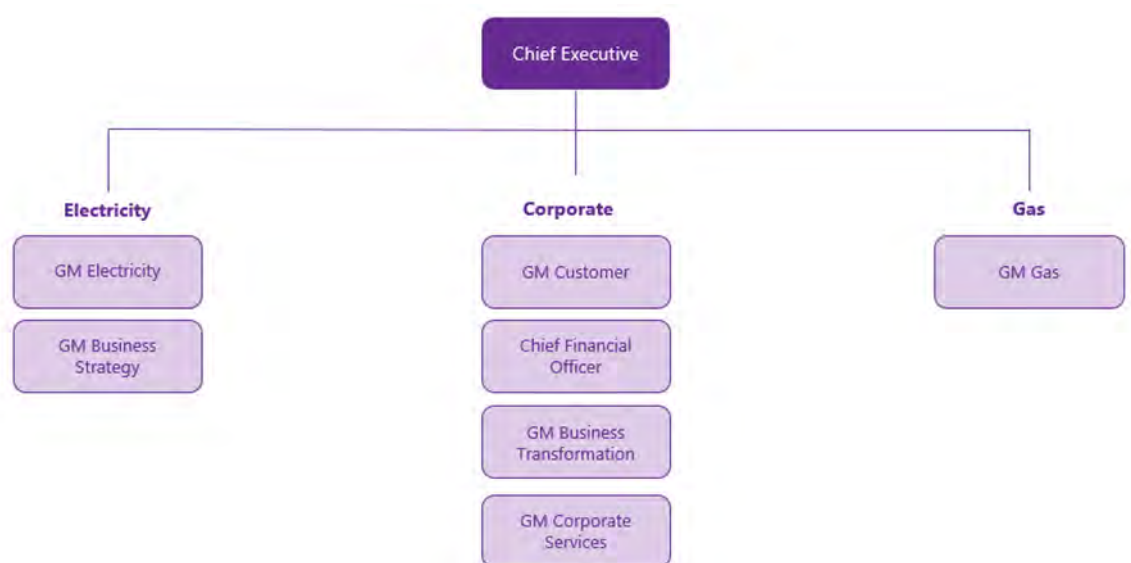 Chief Executive
Electricity
Corporate
Gas
GM Electricity
GM Customer
GM Gas
GM Business
Strategy
Chief Financial
Officer
GM Business
Transformation
GM Corporate
Services